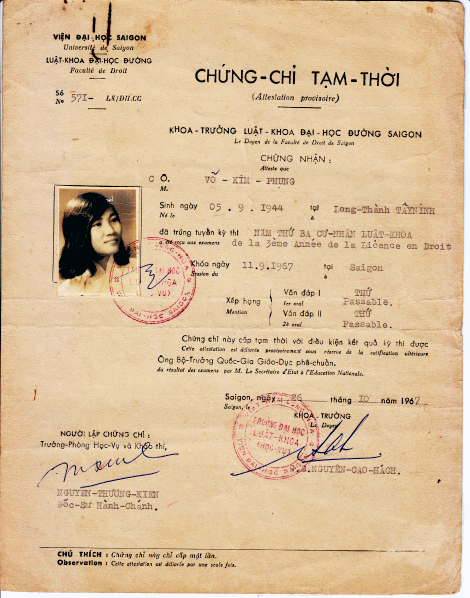 VIỆN ĐẠI HỌC SAIGON
Université de Saigon
LUẬT-KHOA ĐẠI-HỌC ĐƯỜNG
Faculté de Droit
Số
No 571- LK/ĐH.CC
CHỨNG-CHỈ TẠM-THỜI
(Attestation provisoire)
KHOA-TRƯỞNG LUẬT-KHOA ĐẠI-HỌC ĐƯỜNG SAIGON
Le Doyen de la Faculté de Droit de Saigon
CHỨNG NHẬN:
Atteste que
C Ô. VÕ-KIM-PHUNG
M.
Sinh ngày 05.9.1944 tại Long-Thành TÂYNINH
Né le à
đã trúng tuyển kỳ thi NĂM THỨ BA CỬ-NHÂN LUẬT-KHOA
a été reçu aux examens de la 3ème Année de la Licence en Droit
Khóa ngày 11.9.1967 tại Saigon
Session du à
Xếp hạng Vấn đáp I THỨ
Mention 1er oral Passable.
Vấn đáp II THỨ
2è oral Passable.
Chứng chỉ này cấp tạm với điều kiện kết quả kỳ thi được
Cette attestation est délivrée provisoirement sous réserve de la ratification ultérieure
Ông Bộ-Trưởng Quốc-Gia Giáo-Dục phê-chuẩn.
du résultat des examens par M. Le Secrétaire d'Etat à l'Education Nationale.
Saigon, ngày 26 tháng 10 năm 1967
Saigon, le
KHOA-TRƯỞNG
Le Doyen
TRƯỜNG ĐẠI-HỌC
LUẬT-KHOA
NGƯỜI LẬP CHỨNG CHỈ:
Trưởng-Phòng Học-Vụ và Khảo thí,
G.S. NGUYỄN-CAO-HÁCH.
NGUYEN-THƯƠNG-KIEN
Đốc-Sự Hành-Chánh.
CHÚ THÍCH: Chứng chỉ này chỉ cấp một lần.
Observation: Cette attestation est délivrée par une seule fois.